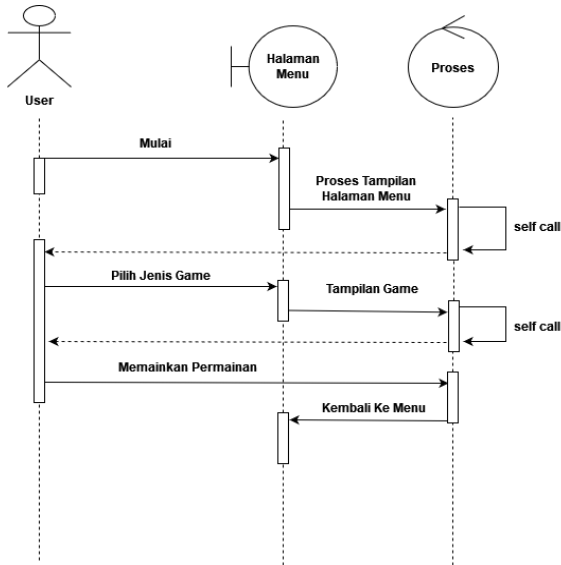 Halaman
Menu
Proses
User
Mulai
Proses Tampilan
Halaman Menu
self call
Pilih Jenis Game
Tampilan Game
self call
Memainkan Permainan
Kembali Ke Menu